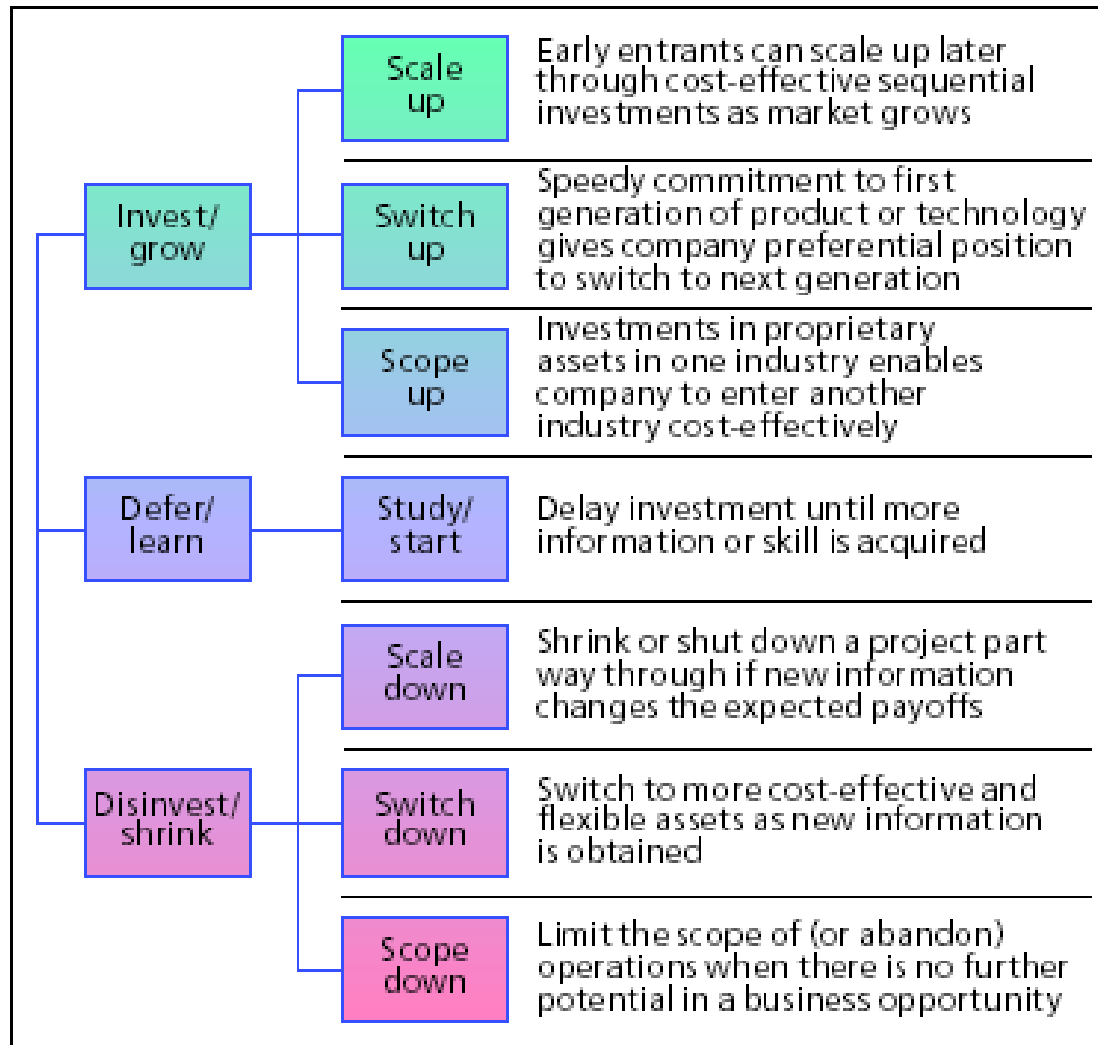 Scale
up
Early entrants can scale up later
through cost-effective sequential
investments as market grows
Invest/
grow
Switch
up
Speedy commitment to first
generation of product or technology
gives company preferential position
to switch to next generation
Scope
up
Investments in proprietary
assets in one industry enables
company to enter another
industry cost-effectively
Defer/
learn
Study/
start
Delay investment until more
information or skill is acquired
Scale
down
Shrink or shut down a project part
way through if new information
changes the expected payoffs
Disinvest/
shrink
Switch
down
Switch to more cost-effective and
flexible assets as new information
is obtained
Scope
down
Limit the scope of (or abandon)
operations when there is no further
potential in a business opportunity